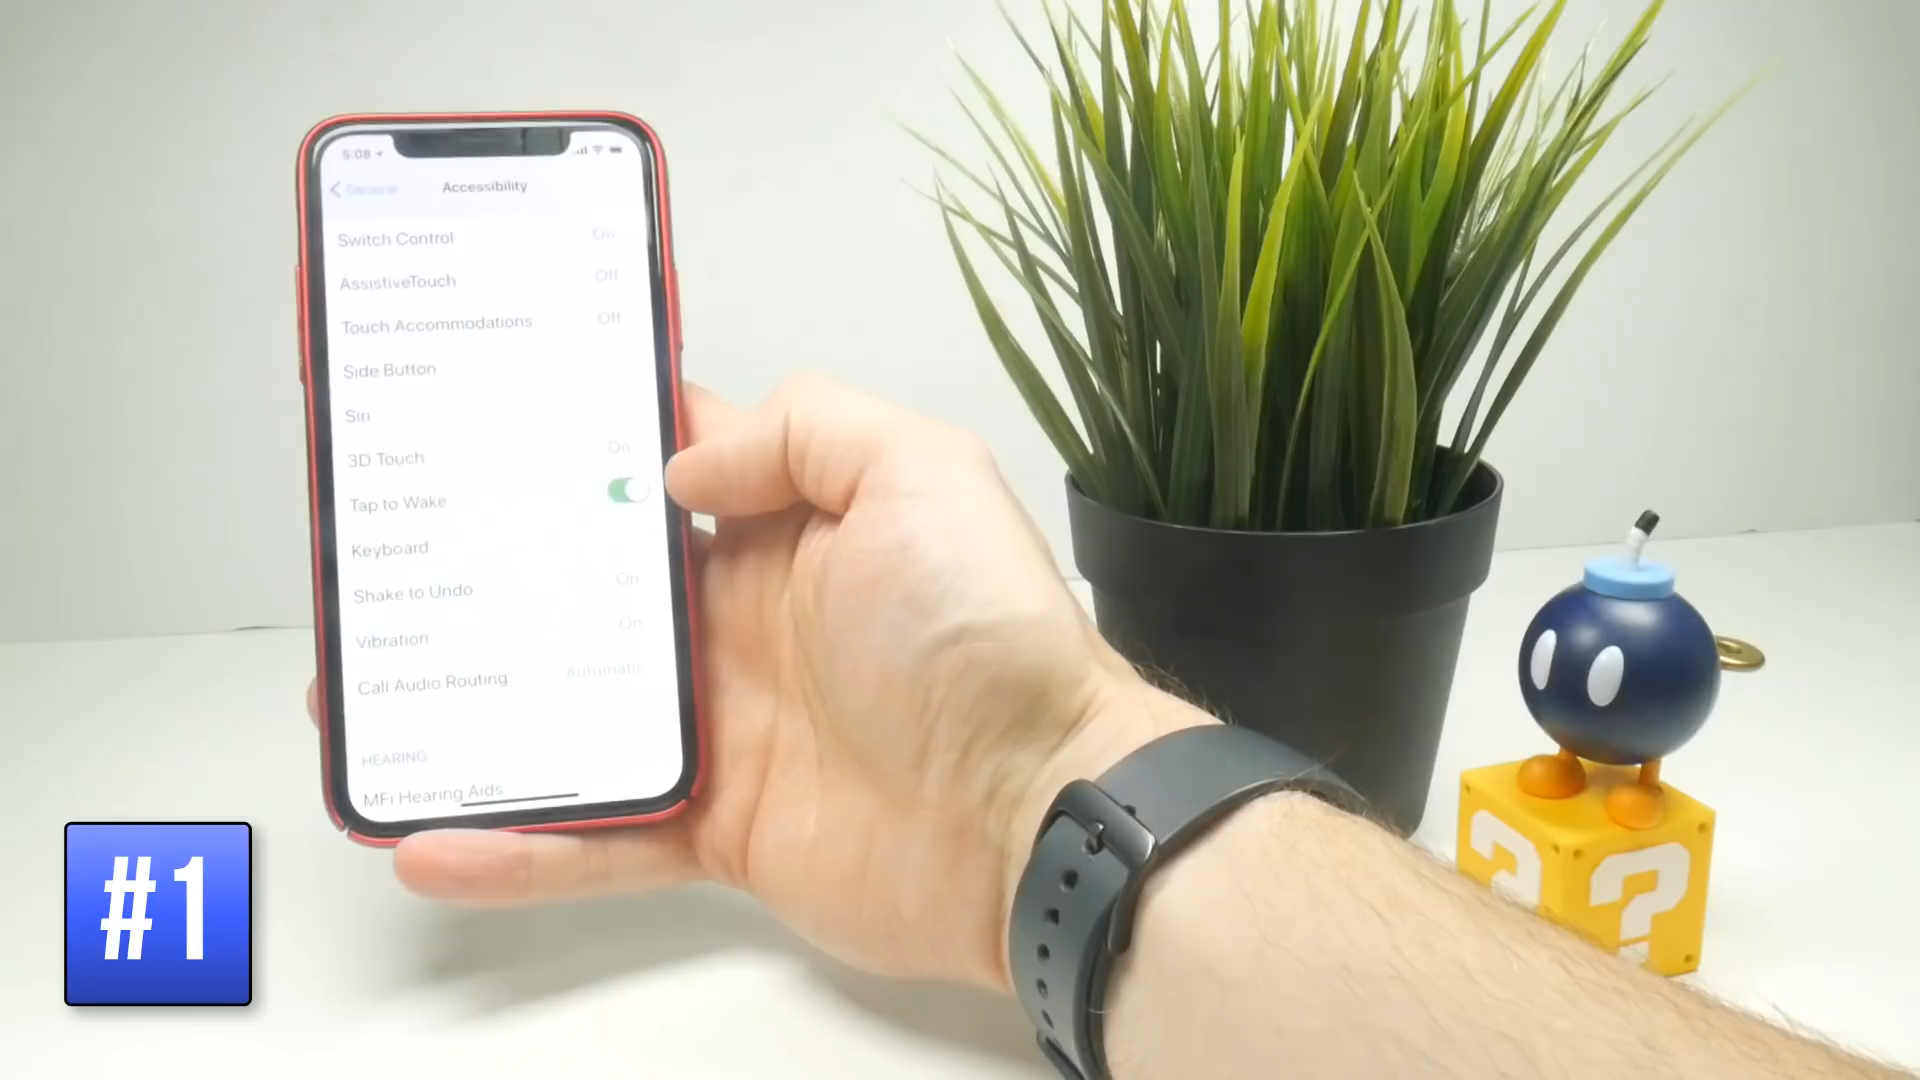 5:08
General
Accessibility
Switch Control On
AssistiveTouch Off
Touch Accommodations Off
Side Button
Siri
3D Touch On
Tap to Wake
Keyboard
Shake to Undo On
Vibration On
Call Audio Routing Automatic
HEARING
MFi Hearing Aids
#1
? ?